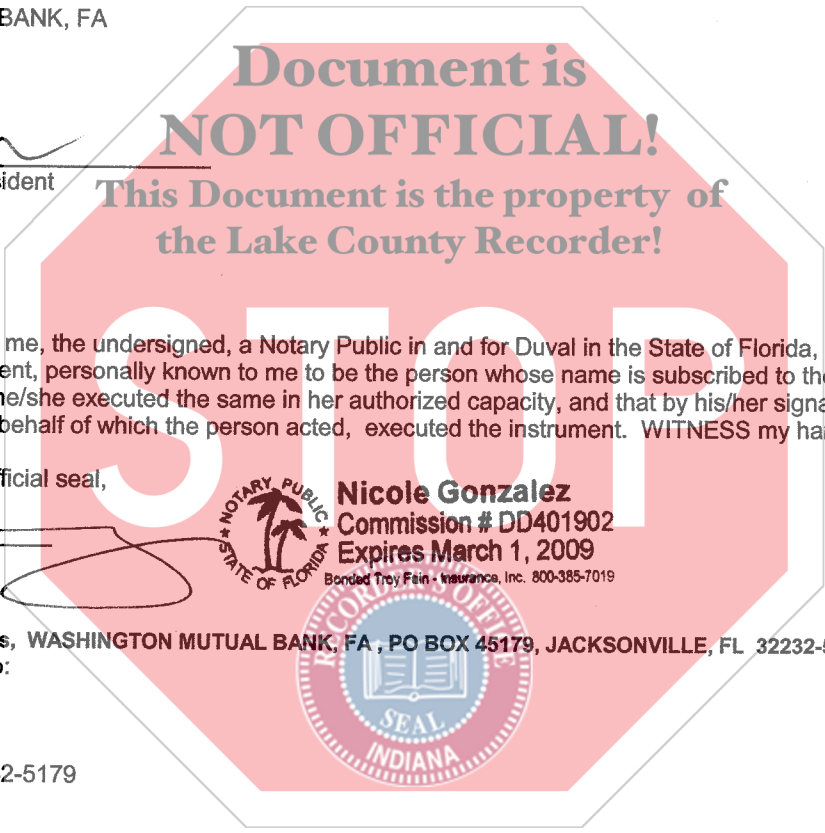 BANK, FA
Document is
NOT OFFICIAL!
ident
This Document is the property of
the Lake County Recorder!
STOP
me, the undersigned, a Notary Public in and for Duval in the State of Florida,
ent, personally known to me to be the person whose name is subscribed to the
e/she executed the same in her authorized capacity, and that by his/her signa
behalf of which the person acted, executed the instrument. WITNESS my ha
ficial seal,
NOTARY PUBLIC
STATE OF FLORIDA
Nicole Gonzalez
Commission # DD401902
Expires March 1, 2009
Bonded Troy Fain - Insurance, Inc. 800-385-7019
RECORDER'S OFFICE
s, WASHINGTON MUTUAL BANK, FA , PO BOX 45179, JACKSONVILLE, FL 32232-
:
SEAL
INDIANA
2-5179